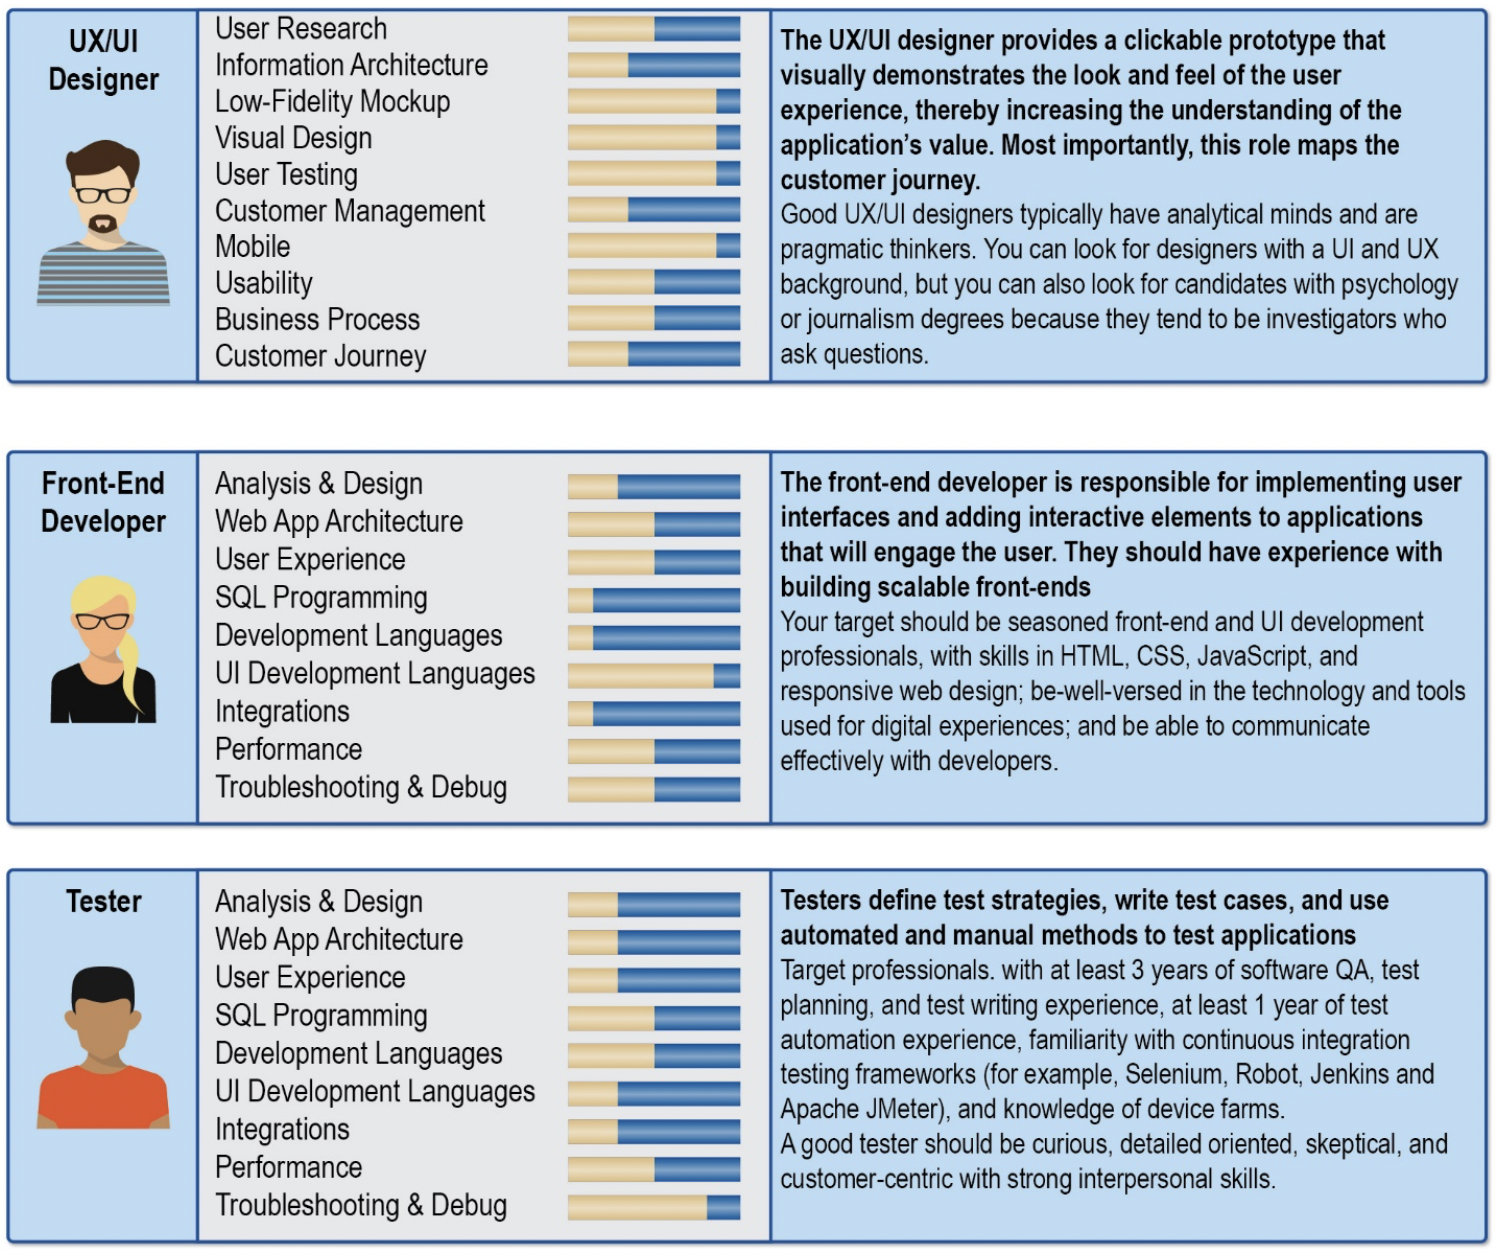 UX/UI
Designer
User Research
Information Architecture
Low-Fidelity Mockup
Visual Design
User Testing
Customer Management
Mobile
Usability
Business Process
Customer Journey
The UX/UI designer provides a clickable prototype that
visually demonstrates the look and feel of the user
experience, thereby increasing the understanding of the
application's value. Most importantly, this role maps the
customer journey.
Good UX/UI designers typically have analytical minds and are
pragmatic thinkers. You can look for designers with a UI and UX
background, but you can also look for candidates with psychology
or journalism degrees because they tend to be investigators who
ask questions.
Front-End
Developer
Analysis & Design
Web App Architecture
User Experience
SQL Programming
Development Languages
UI Development Languages
Integrations
Performance
Troubleshooting & Debug
The front-end developer is responsible for implementing user
interfaces and adding interactive elements to applications
that will engage the user. They should have experience with
building scalable front-ends
Your target should be seasoned front-end and UI development
professionals, with skills in HTML, CSS, JavaScript, and
responsive web design; be-well-versed in the technology and tools
used for digital experiences; and be able to communicate
effectively with developers.
Tester
Analysis & Design
Web App Architecture
User Experience
SQL Programming
Development Languages
UI Development Languages
Integrations
Performance
Troubleshooting & Debug
Testers define test strategies, write test cases, and use
automated and manual methods to test applications
Target professionals. with at least 3 years of software QA, test
planning, and test writing experience, at least 1 year of test
automation experience, familiarity with continuous integration
testing frameworks (for example, Selenium, Robot, Jenkins and
Apache JMeter), and knowledge of device farms.
A good tester should be curious, detailed oriented, skeptical, and
customer-centric with strong interpersonal skills.